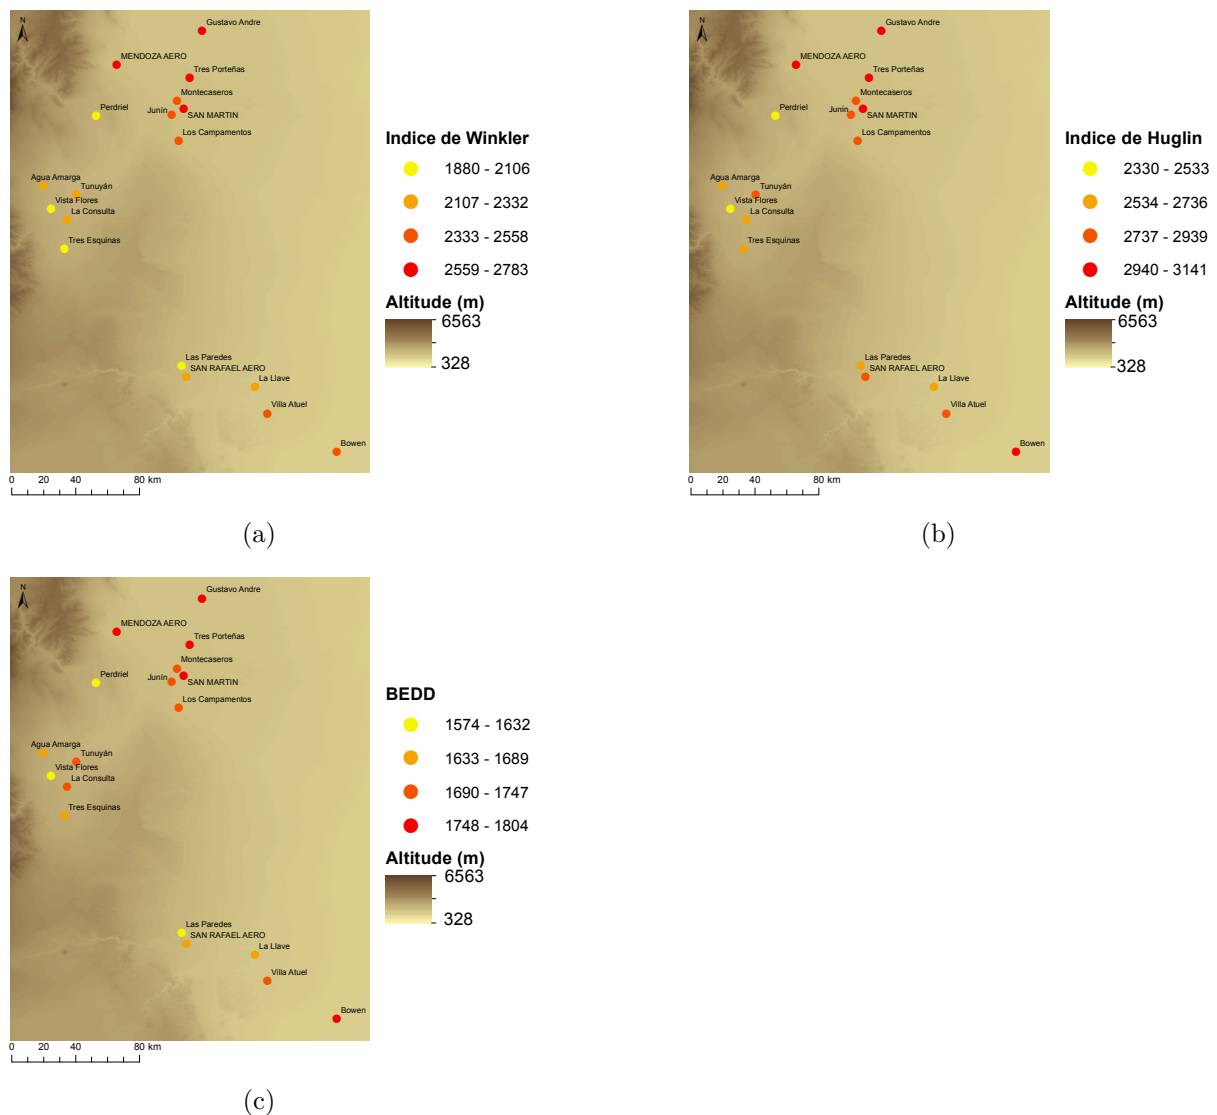 N
Gustavo Andre
MENDOZA AERO
Tres Porteñas
Montecaseros
Perdriel
Junín
SAN MARTIN
Los Campamentos
Agua Amarga
Tunuyán
Vista Flores
La Consulta
Tres Esquinas
Las Paredes
SAN RAFAEL AERO
La Llave
Villa Atuel
Bowen
0 20 40 80 km
Indice de Winkler
1880 - 2106
2107 - 2332
2333 - 2558
2559 - 2783
Altitude (m)
6563
328
(a)
N
Gustavo Andre
MENDOZA AERO
Tres Porteñas
Montecaseros
Perdriel
Junín
SAN MARTIN
Los Campamentos
Agua Amarga
Tunuyán
Vista Flores
La Consulta
Tres Esquinas
Las Paredes
SAN RAFAEL AERO
La Llave
Villa Atuel
Bowen
0 20 40 80 km
Indice de Huglin
2330 - 2533
2534 - 2736
2737 - 2939
2940 - 3141
Altitude (m)
6563
328
(b)
N
Gustavo Andre
MENDOZA AERO
Tres Porteñas
Montecaseros
Perdriel
Junín
SAN MARTIN
Los Campamentos
Agua Amarga
Tunuyán
Vista Flores
La Consulta
Tres Esquinas
Las Paredes
SAN RAFAEL AERO
La Llave
Villa Atuel
Bowen
0 20 40 80 km
BEDD
1574 - 1632
1633 - 1689
1690 - 1747
1748 - 1804
Altitude (m)
6563
328
(c)